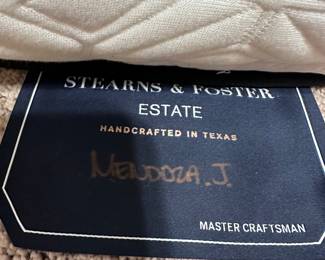 STEARNS & FOSTER
ESTATE
HANDCRAFTED IN TEXAS
MENDOZA. J.
MASTER CRAFTSMAN